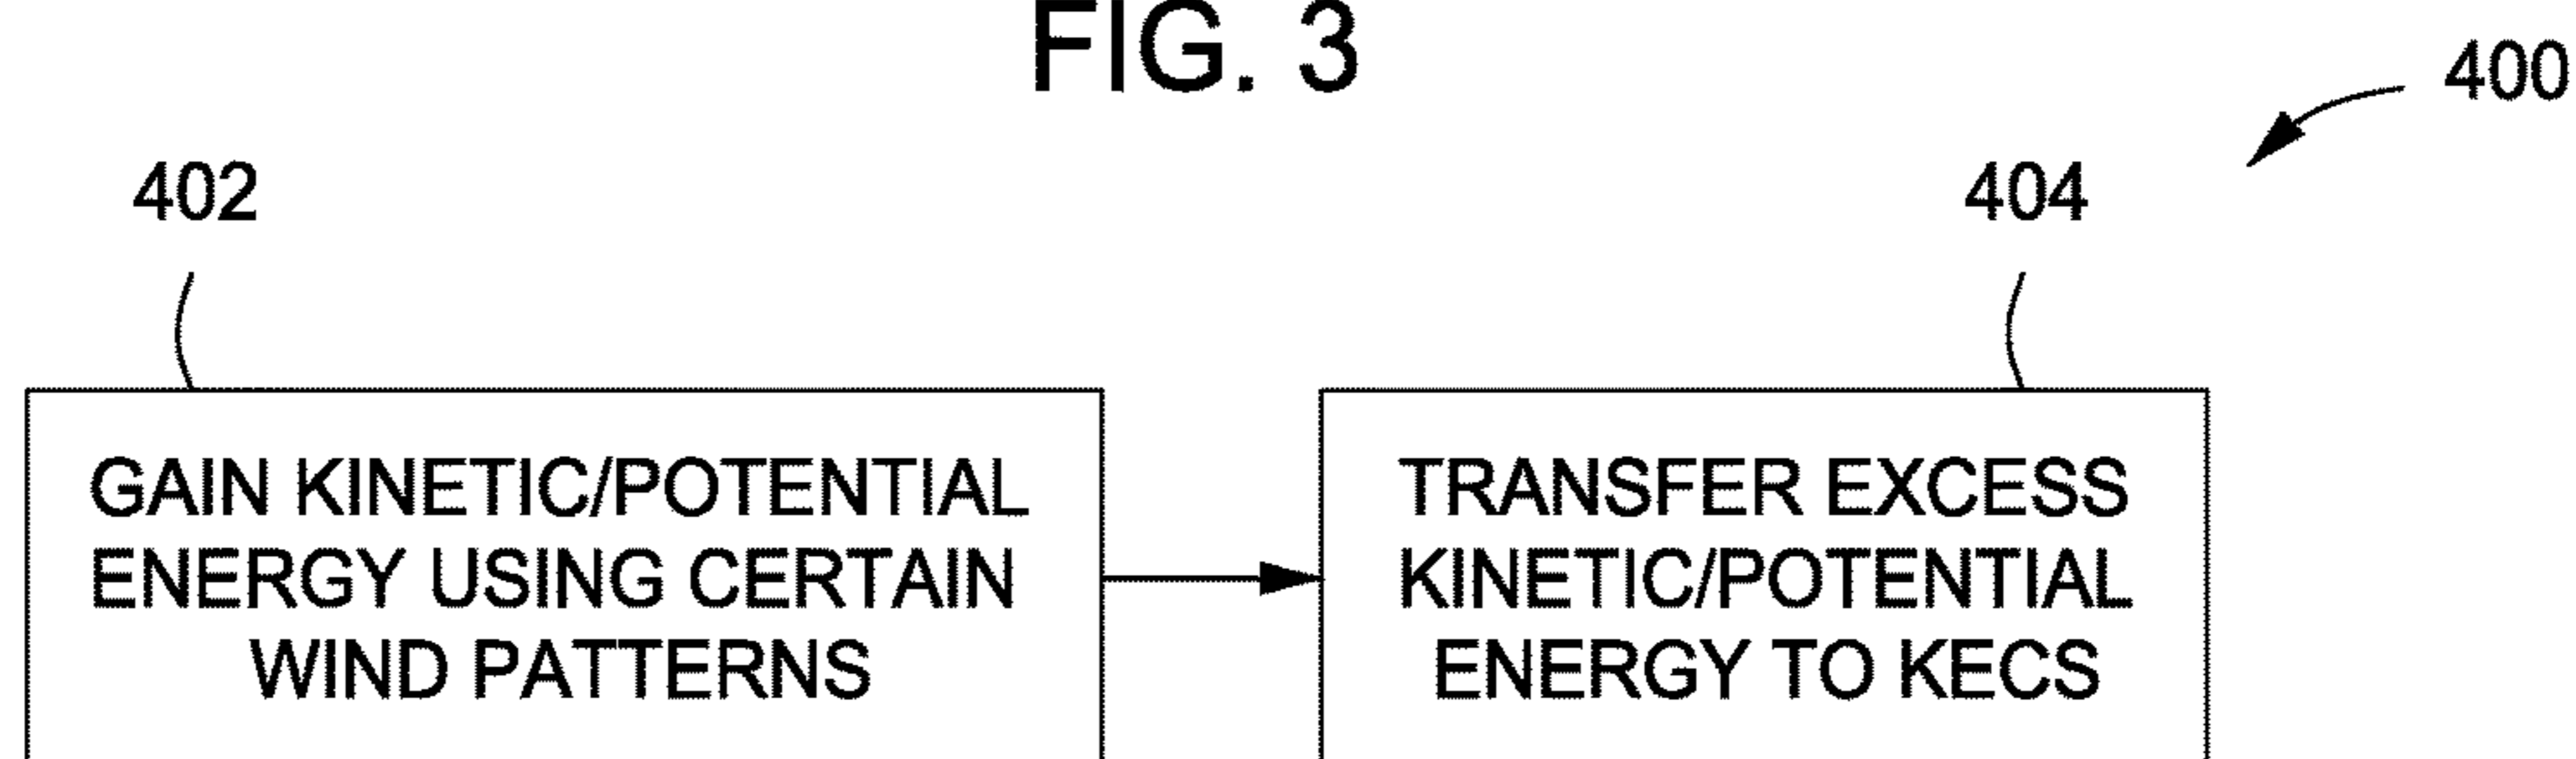 FIG. 3
400
402
404
GAIN KINETIC/POTENTIAL
ENERGY USING CERTAIN
WIND PATTERNS
TRANSFER EXCESS
KINETIC/POTENTIAL
ENERGY TO KECS